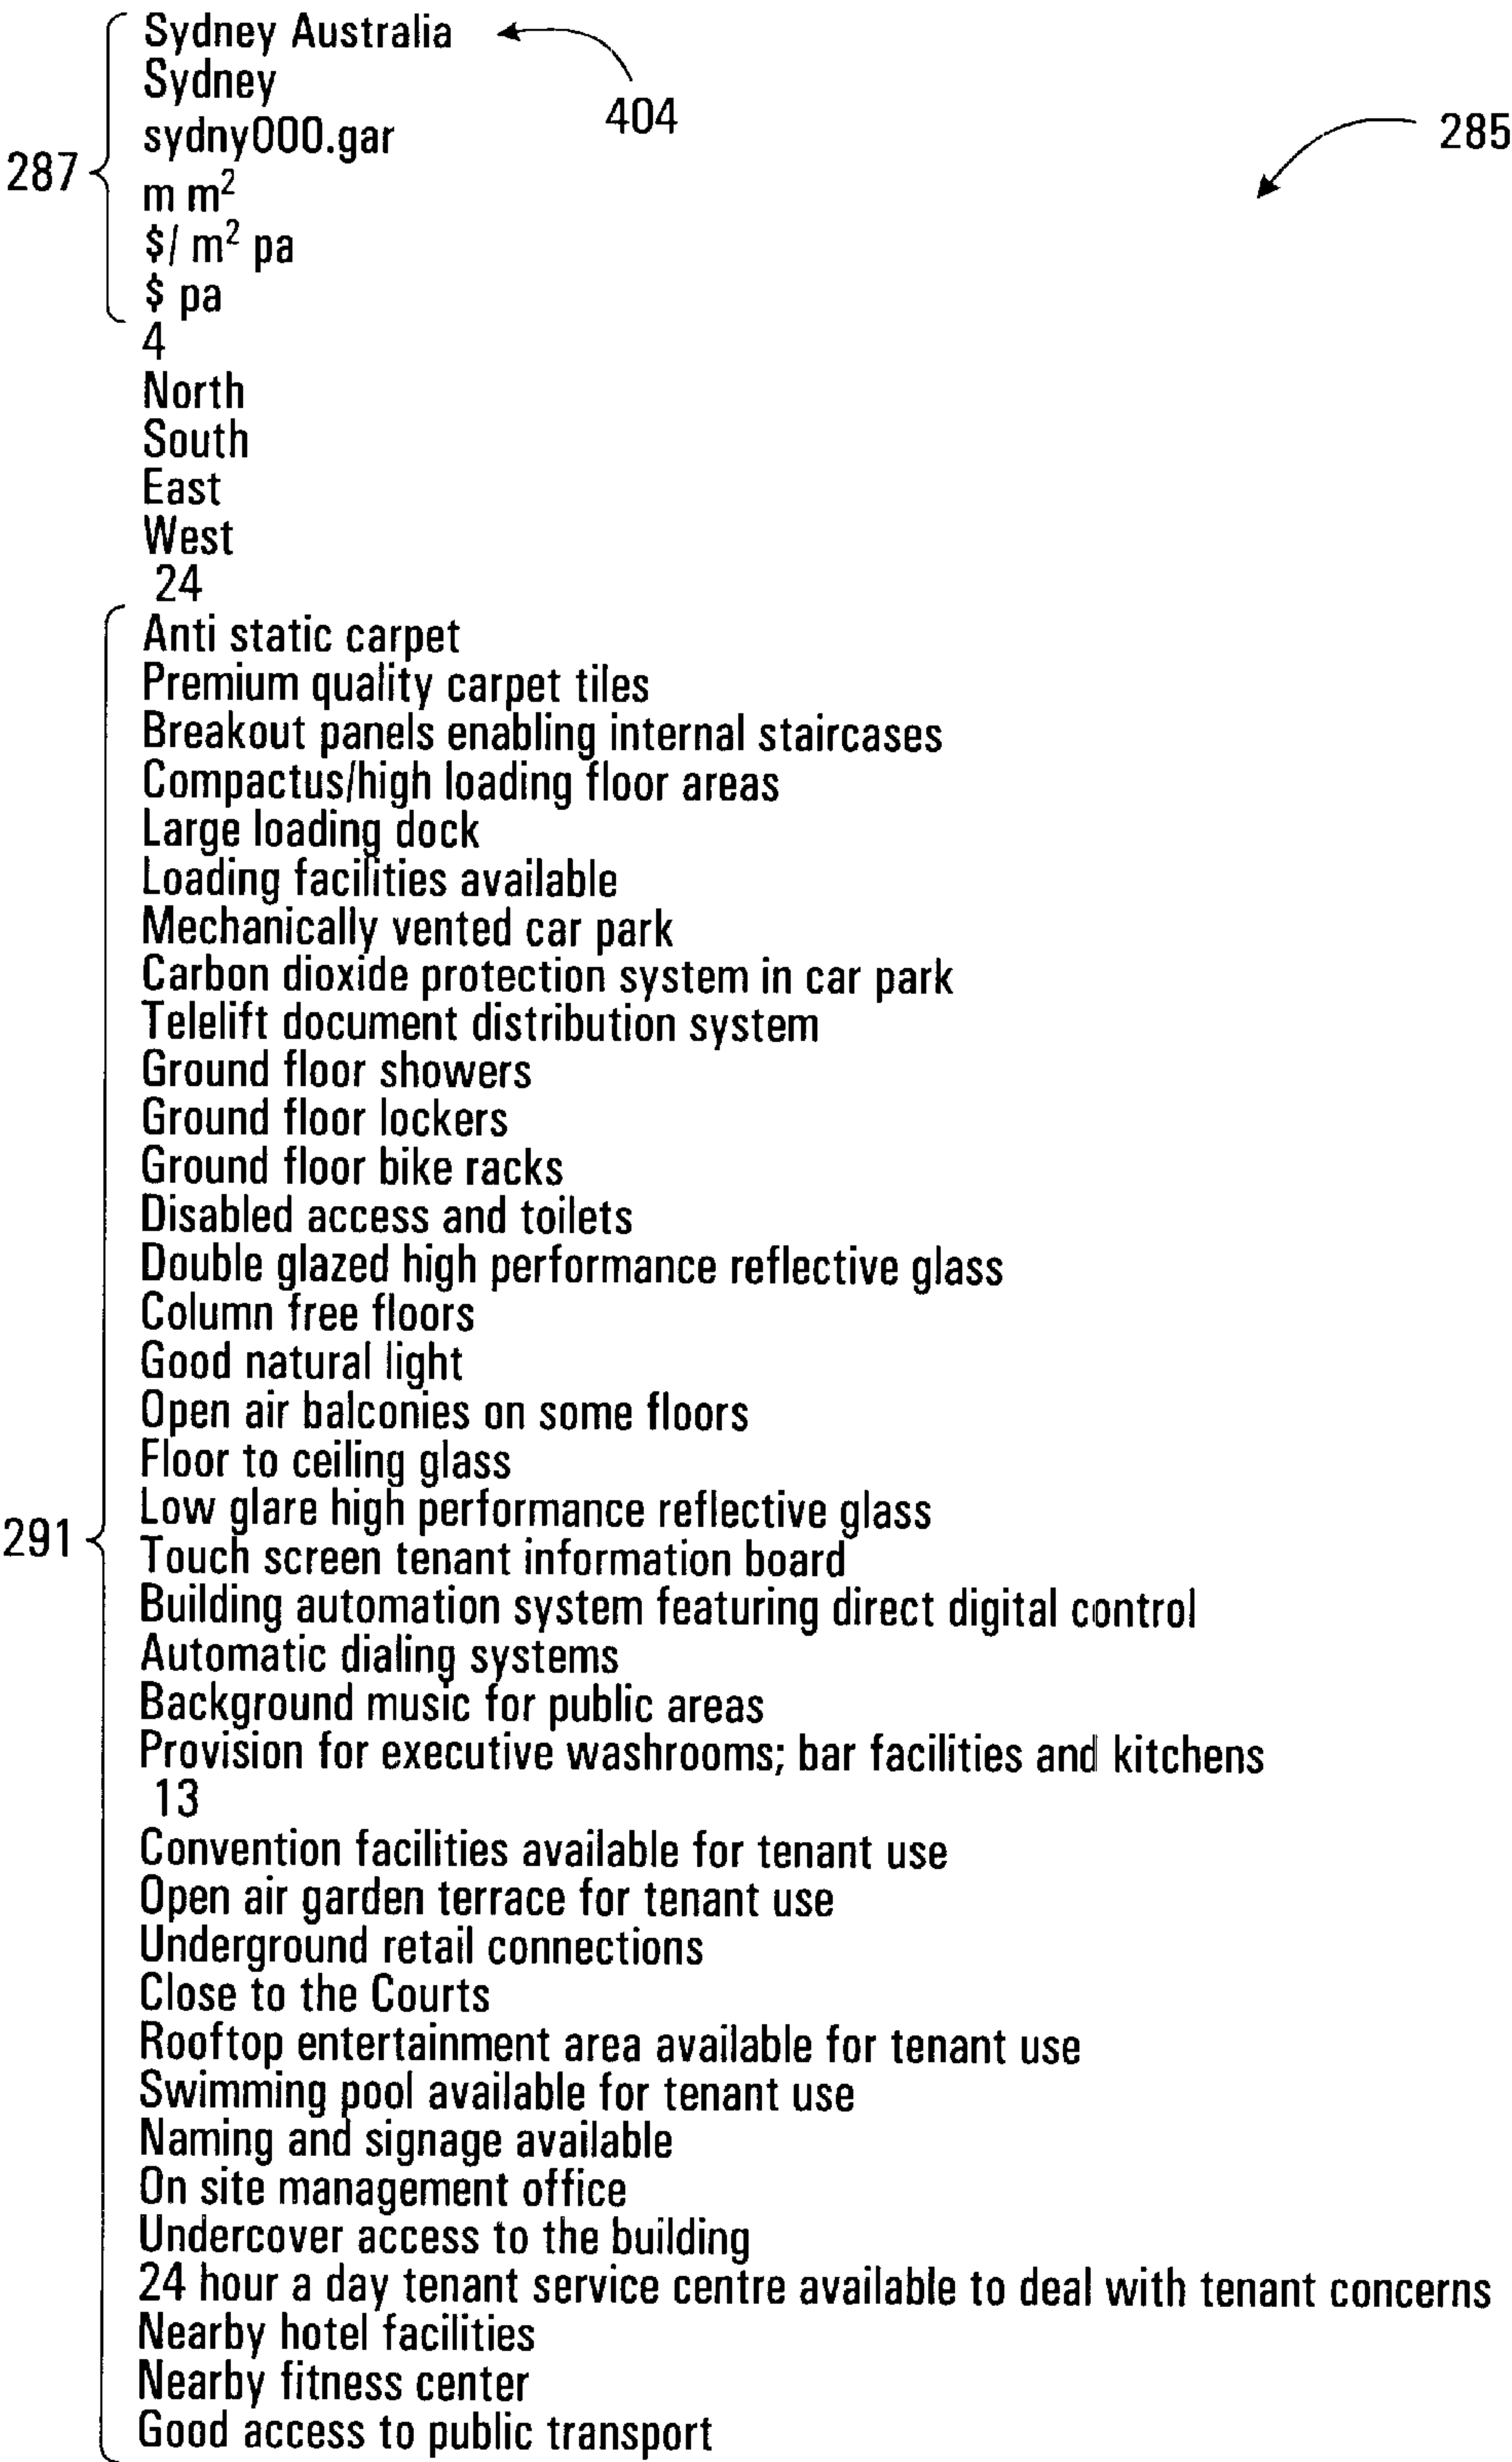 Sydney Australia
Sydney
404
285
sydny000.gar
287
m m²
$/ m² pa
$ pa
4
North
South
East
West
24
Anti static carpet
Premium quality carpet tiles
Breakout panels enabling internal staircases
Compactus/high loading floor areas
Large loading dock
Loading facilities available
Mechanically vented car park
Carbon dioxide protection system in car park
Telelift document distribution system
Ground floor showers
Ground floor lockers
Ground floor bike racks
Disabled access and toilets
Double glazed high performance reflective glass
Column free floors
Good natural light
Open air balconies on some floors
Floor to ceiling glass
Low glare high performance reflective glass
291
Touch screen tenant information board
Building automation system featuring direct digital control
Automatic dialing systems
Background music for public areas
Provision for executive washrooms; bar facilities and kitchens
13
Convention facilities available for tenant use
Open air garden terrace for tenant use
Underground retail connections
Close to the Courts
Rooftop entertainment area available for tenant use
Swimming pool available for tenant use
Naming and signage available
On site management office
Undercover access to the building
24 hour a day tenant service centre available to deal with tenant concerns
Nearby hotel facilities
Nearby fitness center
Good access to public transport